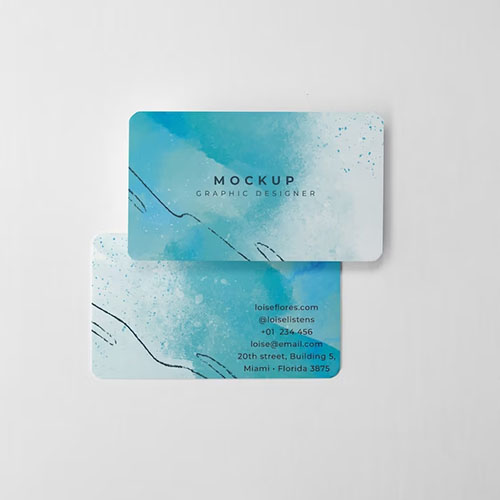 MOCKUP
GRAPHIC DESIGNER
loiseflores.com
@loiselistens
+01 234.456
loise@email.com
20th street, Building 5,
Miami • Florida 3875